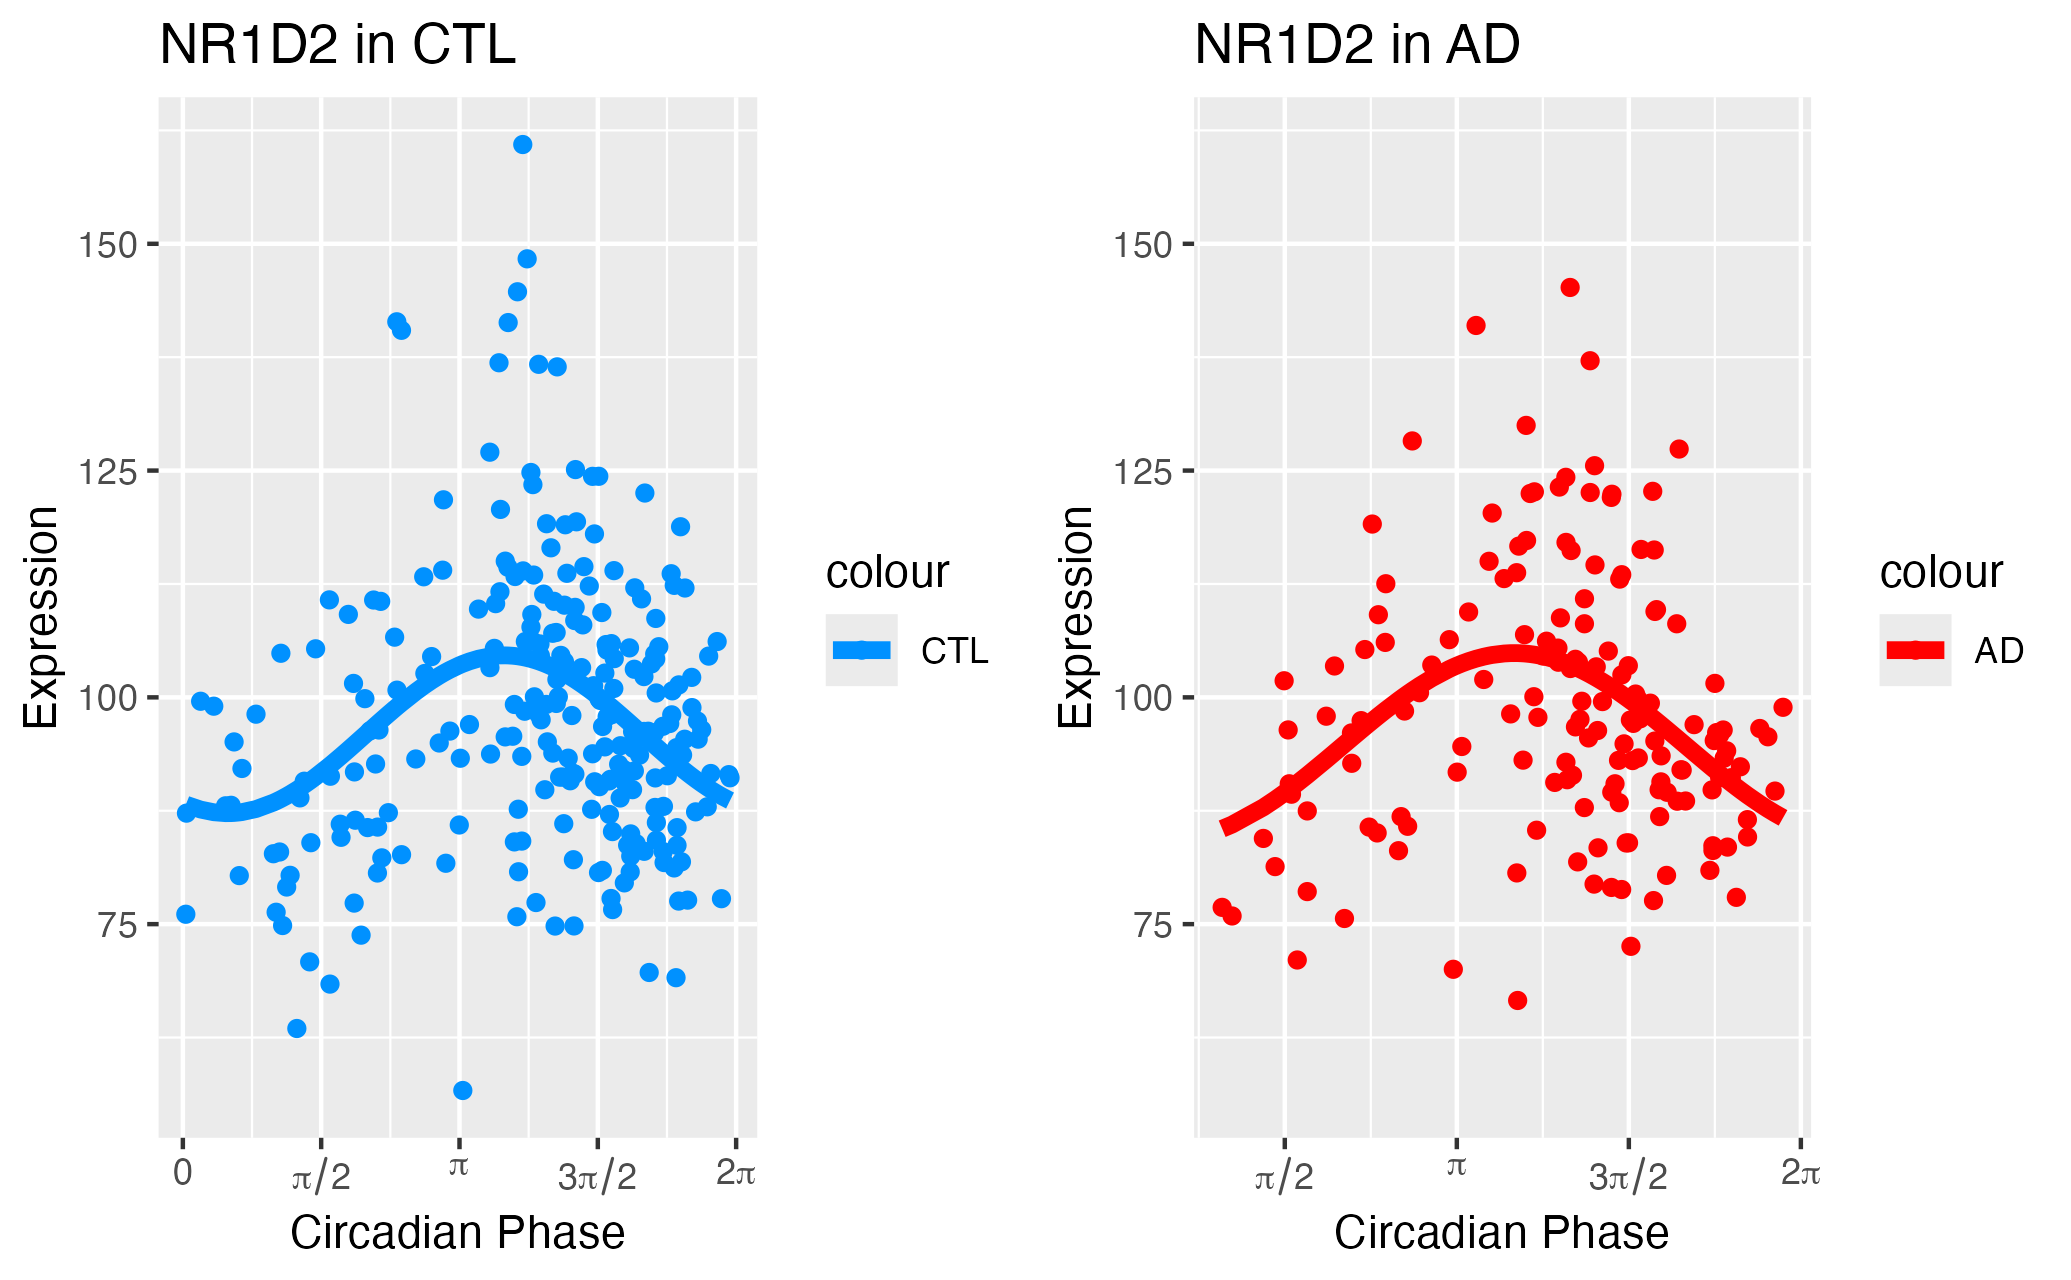 NR1D2 in CTL
150
125
100
75
Expression
0
π/2
π
3π/2
2π
Circadian Phase
colour
CTL
NR1D2 in AD
150
125
100
75
Expression
π/2
π
3π/2
2π
Circadian Phase
colour
AD